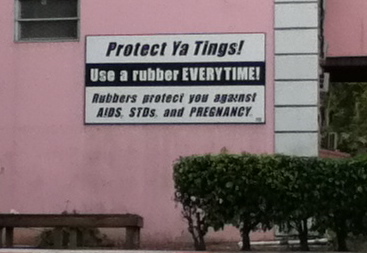 Protect Ya Tings!
Use a rubber EVERYTIME!
Rubbers protect you against
AIDS, STDs, and PREGNANCY.